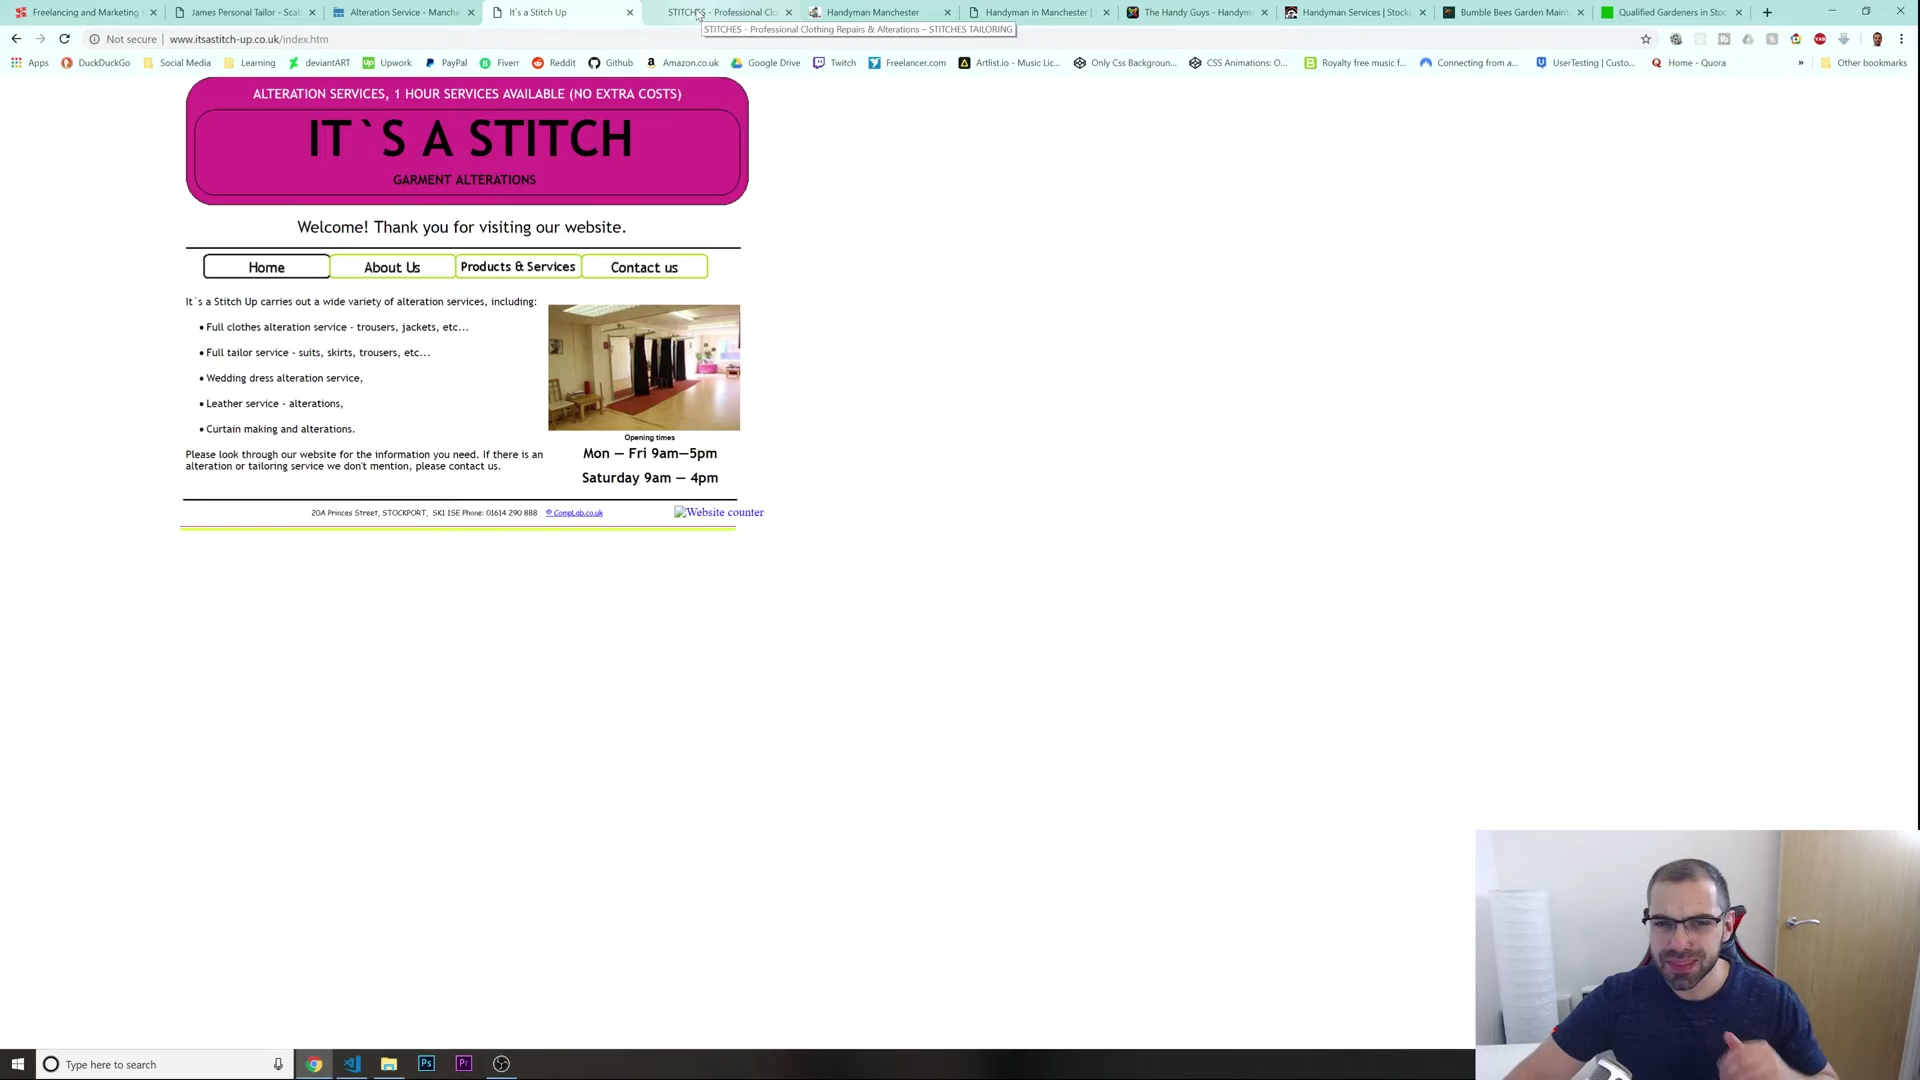 Freelancing and Marketing
James Personal Tailor - Scal
Alteration Service - Manche
It`s a Stitch Up
STITCHES - Professional Clo
Handyman Manchester
Handyman in Manchester |
The Handy Guys - Handym
Handyman Services | Stock
Bumble Bees Garden Main
Qualified Gardeners in Stoc
Not secure | www.itsastitch-up.co.uk/index.htm
STITCHES - Professional Clothing Repairs & Alterations – STITCHES TAILORING
Apps DuckDuckGo Social Media Learning deviantART Upwork PayPal Fiverr Reddit Github Amazon.co.uk Google Drive Twitch Freelancer.com Artlist.io - Music Lic... Only Css Backgroun... CSS Animations: O... Royalty free music f... Connecting from a... UserTesting | Custo... Home - Quora » Other bookmarks
ALTERATION SERVICES, 1 HOUR SERVICES AVAILABLE (NO EXTRA COSTS)
IT`S A STITCH
GARMENT ALTERATIONS
Welcome! Thank you for visiting our website.
Home About Us Products & Services Contact us
It`s a Stitch Up carries out a wide variety of alteration services, including:
• Full clothes alteration service - trousers, jackets, etc...
• Full tailor service - suits, skirts, trousers, etc...
• Wedding dress alteration service,
• Leather service - alterations,
• Curtain making and alterations.
Please look through our website for the information you need. If there is an
alteration or tailoring service we don't mention, please contact us.
Opening times
Mon — Fri 9am—5pm
Saturday 9am — 4pm
20A Princes Street, STOCKPORT, SK1 1SE Phone: 01614 290 888 © CompLab.co.uk
Website counter
Type here to search
Ps
Pr